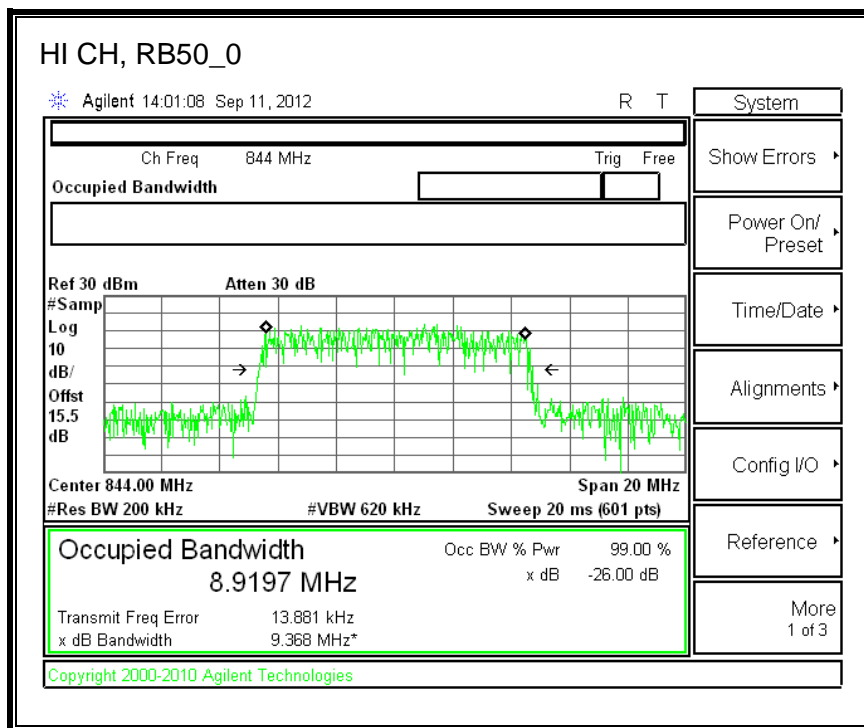 HI CH, RB50_0
Agilent 14:01:08 Sep 11, 2012 R T
Ch Freq 844 MHz Trig Free
Occupied Bandwidth
Ref 30 dBm Atten 30 dB
#Samp
Log
10
dB/
Offst
15.5
dB
Center 844.00 MHz Span 20 MHz
#Res BW 200 kHz #VBW 620 kHz Sweep 20 ms (601 pts)
Occupied Bandwidth Occ BW % Pwr 99.00 %
8.9197 MHz x dB -26.00 dB
Transmit Freq Error 13.881 kHz
x dB Bandwidth 9.368 MHz*
Copyright 2000-2010 Agilent Technologies
System
Show Errors
Power On/
Preset
Time/Date
Alignments
Config I/O
Reference
More
1 of 3